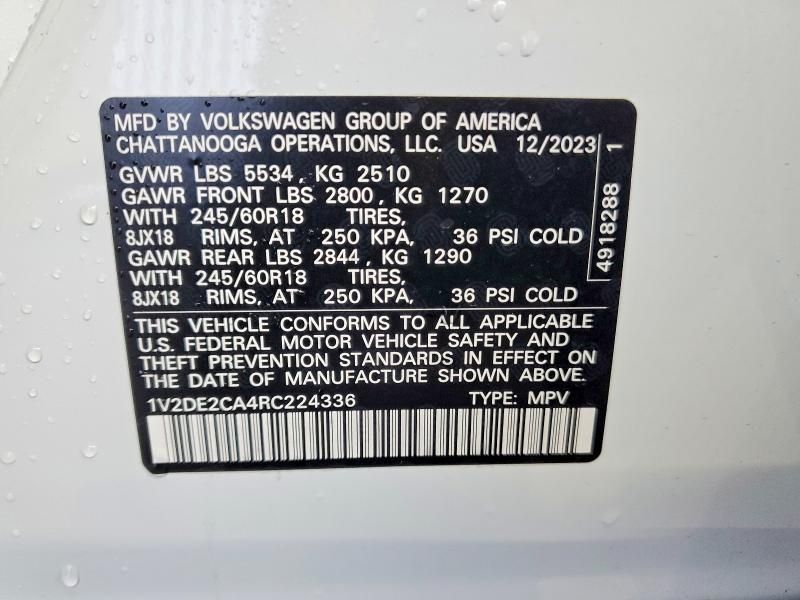 MFD BY VOLKSWAGEN GROUP OF AMERICA
CHATTANOOGA OPERATIONS, LLC. USA 12/2023
GVWR LBS 5534, KG 2510
GAWR FRONT LBS 2800, KG 1270
WITH 245/60R18 TIRES,
8JX18 RIMS, AT 250 KPA, 36 PSI COLD
GAWR REAR LBS 2844, KG 1290
WITH 245/60R18 TIRES,
8JX18 RIMS, AT 250 KPA, 36 PSI COLD
4918288 1
THIS VEHICLE CONFORMS TO ALL APPLICABLE
U.S. FEDERAL MOTOR VEHICLE SAFETY AND
THEFT PREVENTION STANDARDS IN EFFECT ON
THE DATE OF MANUFACTURE SHOWN ABOVE.
1V2DE2CA4RC224336 TYPE: MPV